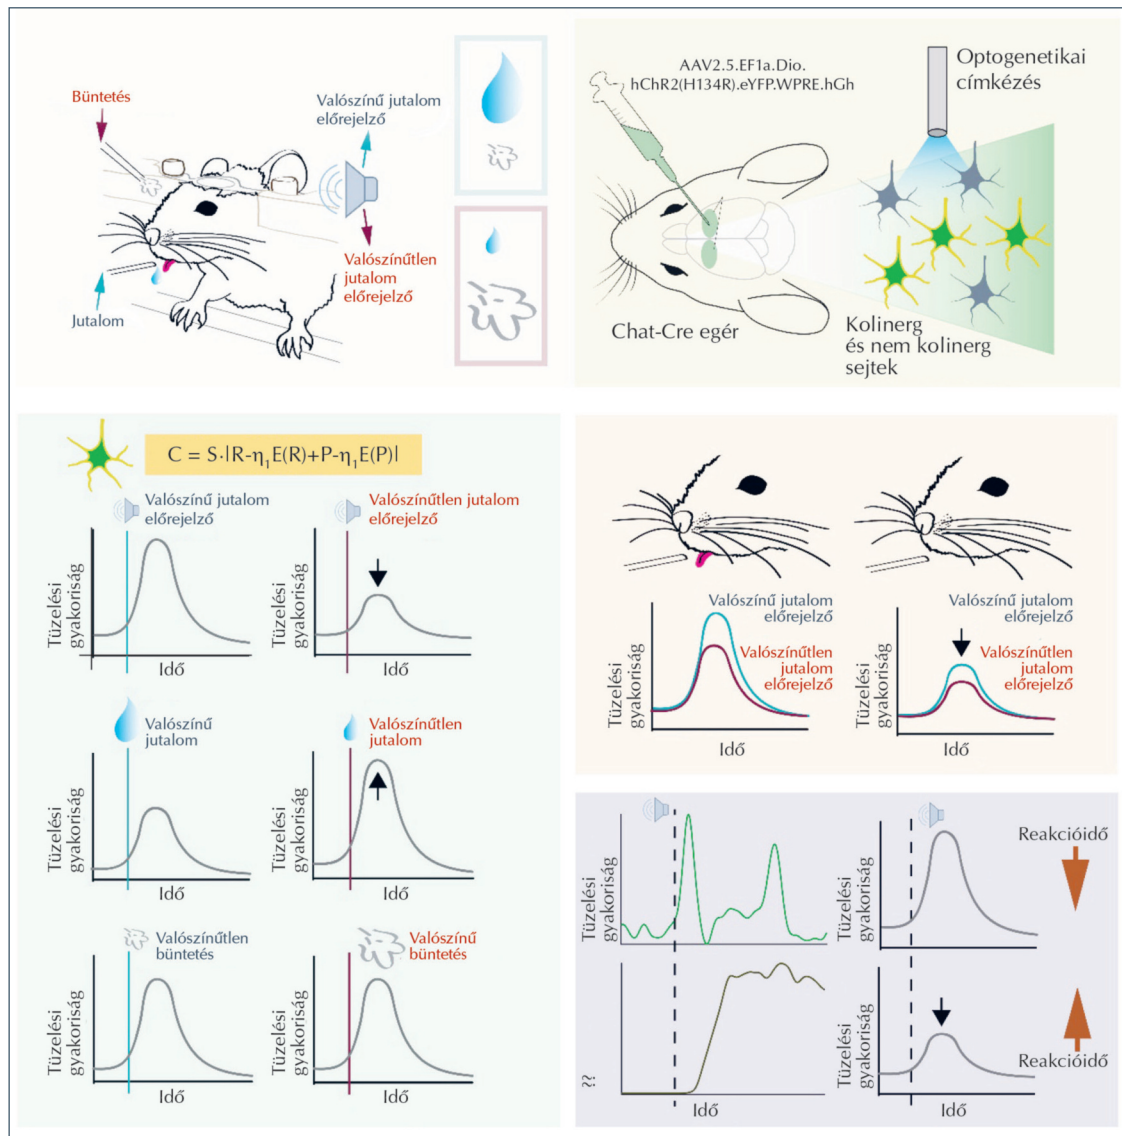 Büntetés
Valószínű jutalom
előrejelző
Valószínűtlen
jutalom
előrejelző
Jutalom
AAV2.5.EF1a.Dio.
hChR2(H134R).eYFP.WPRE.hGh
Optogenetikai
címkézés
Chat-Cre egér
Kolinerg
és nem kolinerg
sejtek
C = S·|R-η₁E(R)+P-η₁E(P)|
Valószínű jutalom
előrejelző
Tüzelési
gyakoriság
Idő
Valószínűtlen jutalom
előrejelző
Tüzelési
gyakoriság
Idő
Valószínű
jutalom
Tüzelési
gyakoriság
Idő
Valószínűtlen
jutalom
Tüzelési
gyakoriság
Idő
Valószínűtlen
büntetés
Tüzelési
gyakoriság
Idő
Valószínű
büntetés
Tüzelési
gyakoriság
Idő
Valószínű jutalom
előrejelző
Valószínűtlen
jutalom
előrejelző
Tüzelési
gyakoriság
Idő
Valószínű jutalom
előrejelző
Valószínűtlen
jutalom
előrejelző
Tüzelési
gyakoriság
Idő
Tüzelési
gyakoriság
??
Idő
Tüzelési
gyakoriság
Reakcióidő
Tüzelési
gyakoriság
Reakcióidő
Idő